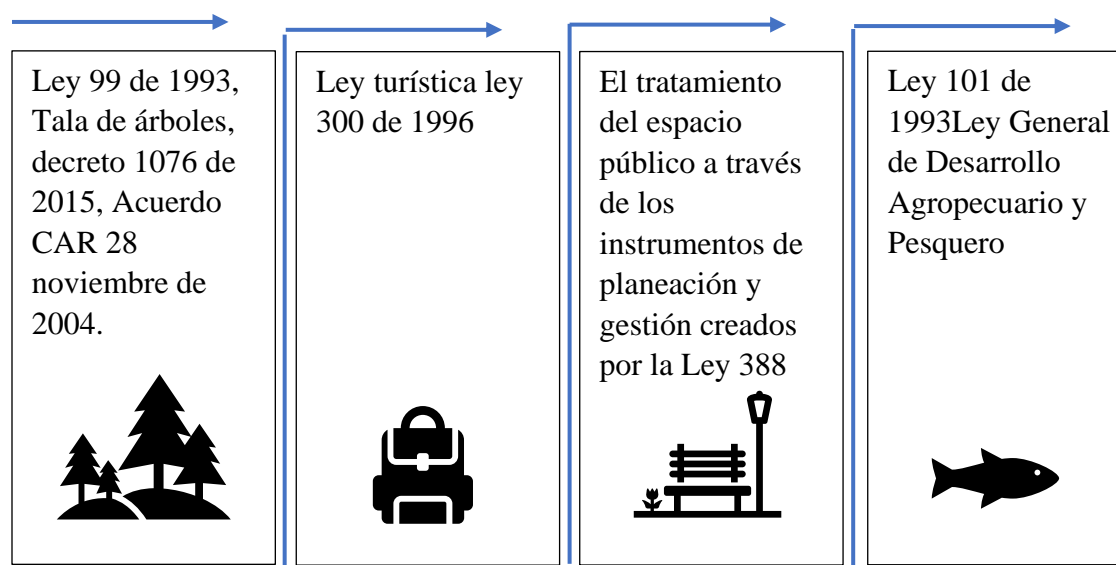 Ley 99 de 1993,
Tala de árboles,
decreto 1076 de
2015, Acuerdo
CAR 28
noviembre de
2004.
Ley turística ley
300 de 1996
El tratamiento
del espacio
público a través
de los
instrumentos de
planeación y
gestión creados
por la Ley 388
Ley 101 de
1993Ley General
de Desarrollo
Agropecuario y
Pesquero